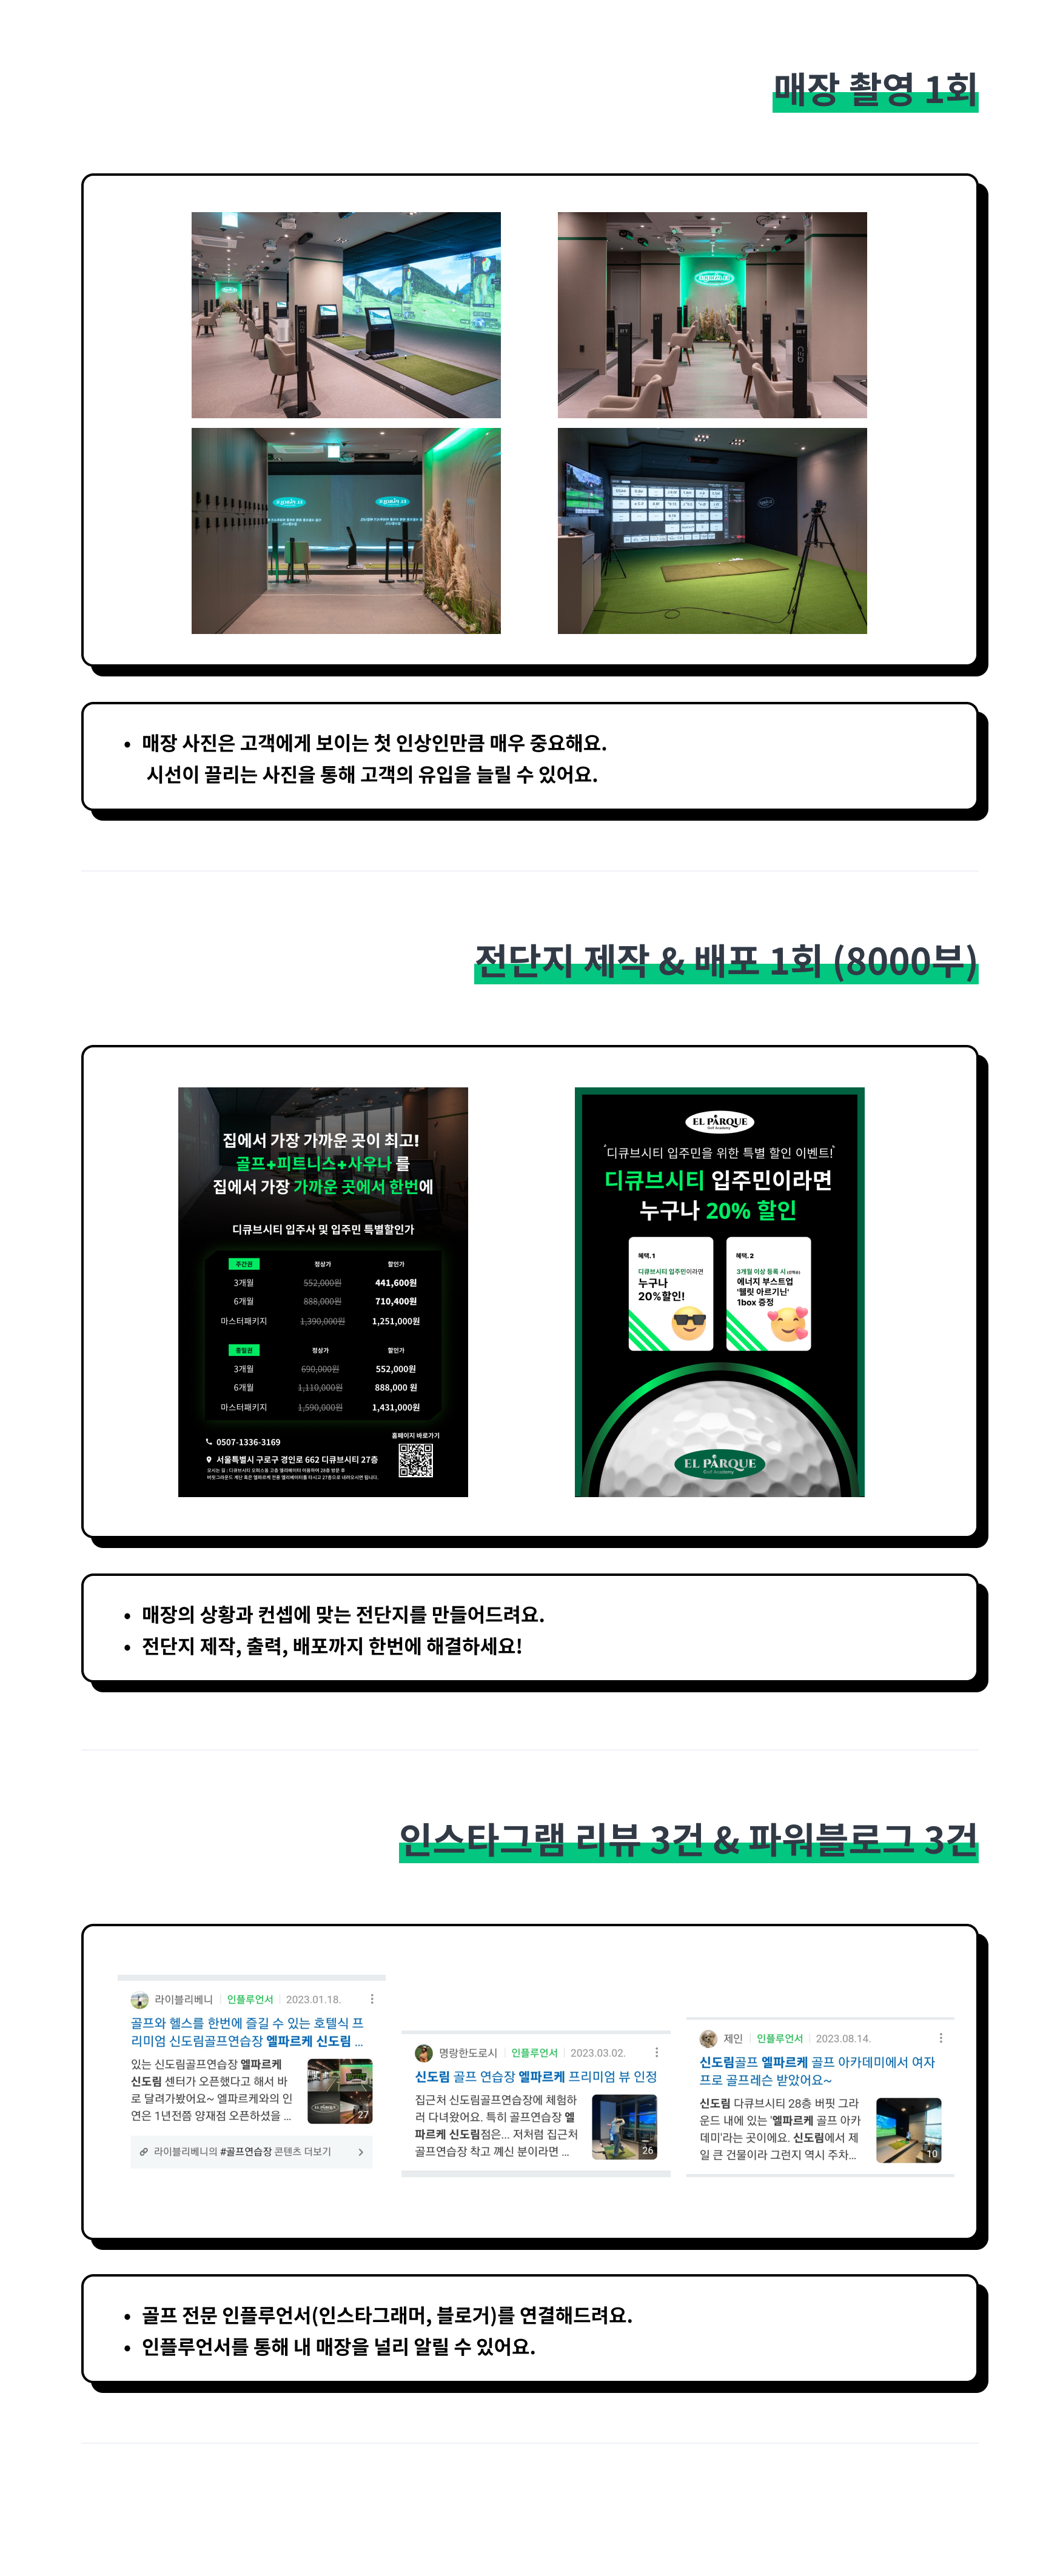 매장 촬영 1회
• 매장 사진은 고객에게 보이는 첫 인상인만큼 매우 중요해요.
시선이 끌리는 사진을 통해 고객의 유입을 늘릴 수 있어요.
전단지 제작 & 배포 1회 (8000부)
집에서 가장 가까운 곳이 최고!
골프+피트니스+사우나 를
집에서 가장 가까운 곳에서 한번에
디큐브시티 입주사 및 입주민 특별할인가
주간권 정상가 할인가
3개월 552,000원 441,600원
6개월 888,000원 710,400원
마스터패키지 1,390,000원 1,251,000원
종일권 정상가 할인가
3개월 690,000원 552,000원
6개월 1,110,000원 888,000 원
마스터패키지 1,590,000원 1,431,000원
홈페이지 바로가기
0507-1336-3169
서울특별시 구로구 경인로 662 디큐브시티 27층
EL PARQUE
Golf Academy
'디큐브시티 입주민을 위한 특별 할인 이벤트!'
디큐브시티 입주민이라면
누구나 20% 할인
혜택.1
디큐브시티 입주민이라면
누구나
20%할인!
혜택.2
3개월 이상 등록 시
에너지 부스트업
'웰릿 아르기닌'
1box 증정
EL PARQUE
Golf Academy
• 매장의 상황과 컨셉에 맞는 전단지를 만들어드려요.
• 전단지 제작, 출력, 배포까지 한번에 해결하세요!
인스타그램 리뷰 3건 & 파워블로그 3건
라이블리베니 인플루언서 2023.01.18.
골프와 헬스를 한번에 즐길 수 있는 호텔식 프
리미엄 신도림골프연습장 엘파르케 신도림 ...
있는 신도림골프연습장 엘파르케
신도림 센터가 오픈했다고 해서 바
로 달려가봤어요~ 엘파르케와의 인
연은 1년전쯤 양재점 오픈하셨을 ...
27
라이블리베니의 #골프연습장 콘텐츠 더보기
명랑한도로시 인플루언서 2023.03.02.
신도림 골프 연습장 엘파르케 프리미엄 뷰 인정
집근처 신도림골프연습장에 체험하
러 다녀왔어요. 특히 골프연습장 엘
파르케 신도림점은... 저처럼 집근처
골프연습장 착고 꼐신 분이라면 ...
26
제인 인플루언서 2023.08.14.
신도림골프 엘파르케 골프 아카데미에서 여자
프로 골프레슨 받았어요~
신도림 다큐브시티 28층 버핏 그라
운드 내에 있는 '엘파르케 골프 아카
데미'라는 곳이에요. 신도림에서 제
일 큰 건물이라 그런지 역시 주차...
10
• 골프 전문 인플루언서(인스타그래머, 블로거)를 연결해드려요.
• 인플루언서를 통해 내 매장을 널리 알릴 수 있어요.